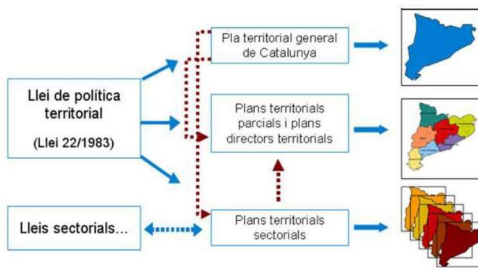 Pla territorial general
de Catalunya
Llei de política
territorial
(Llei 22/1983)
Plans territorials
parcials i plans
directors territorials
Lleis sectorials...
Plans territorials
sectorials